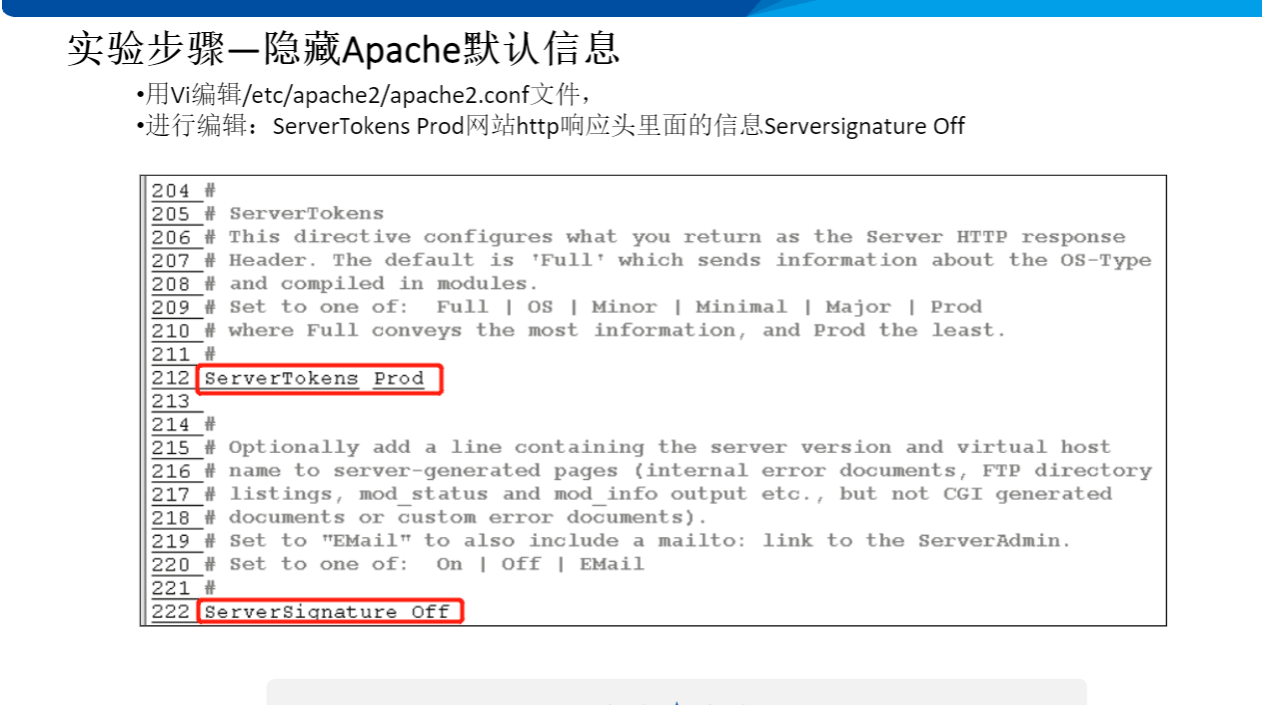 实验步骤—隐藏Apache默认信息
•用Vi编辑/etc/apache2/apache2.conf文件，
•进行编辑：ServerTokens Prod网站http响应头里面的信息Serversignature Off
204 #
205 # ServerTokens
206 # This directive configures what you return as the Server HTTP response
207 # Header. The default is 'Full' which sends information about the OS-Type
208 # and compiled in modules.
209 # Set to one of:  Full | OS | Minor | Minimal | Major | Prod
210 # where Full conveys the most information, and Prod the least.
211 #
212 ServerTokens Prod
213
214 #
215 # Optionally add a line containing the server version and virtual host
216 # name to server-generated pages (internal error documents, FTP directory
217 # listings, mod_status and mod_info output etc., but not CGI generated
218 # documents or custom error documents).
219 # Set to "EMail" to also include a mailto: link to the ServerAdmin.
220 # Set to one of:  On | Off | EMail
221 #
222 ServerSignature Off